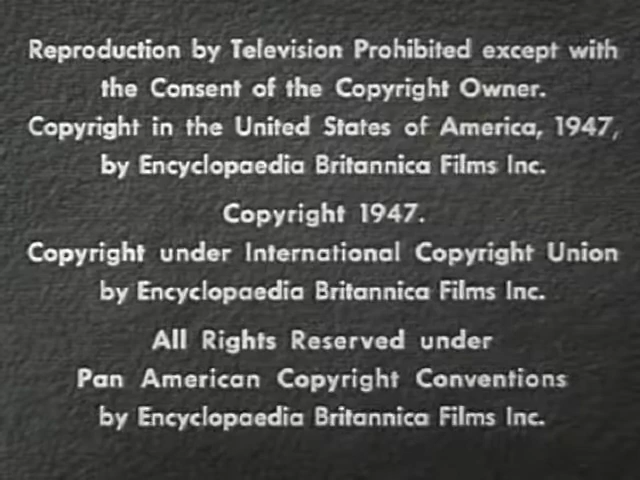 Reproduction by Television Prohibited except with
the Consent of the Copyright Owner.
Copyright in the United States of America, 1947,
by Encyclopaedia Britannica Films Inc.
Copyright 1947.
Copyright under International Copyright Union
by Encyclopaedia Britannica Films Inc.
All Rights Reserved under
Pan American Copyright Conventions
by Encyclopaedia Britannica Films Inc.